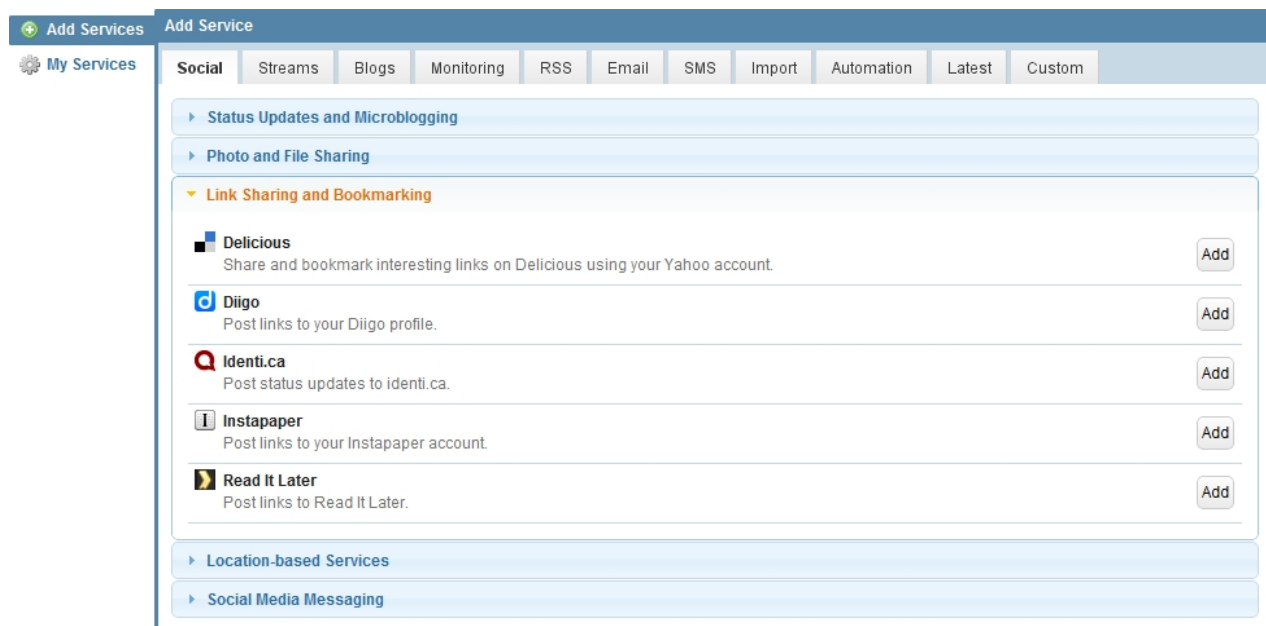 Add Services
Add Service
My Services
Social Streams Blogs Monitoring RSS Email SMS Import Automation Latest Custom
Status Updates and Microblogging
Photo and File Sharing
Link Sharing and Bookmarking
Delicious
Share and bookmark interesting links on Delicious using your Yahoo account.
Add
Diigo
Post links to your Diigo profile.
Add
Identi.ca
Post status updates to identi.ca.
Add
Instapaper
Post links to your Instapaper account.
Add
Read It Later
Post links to Read It Later.
Add
Location-based Services
Social Media Messaging